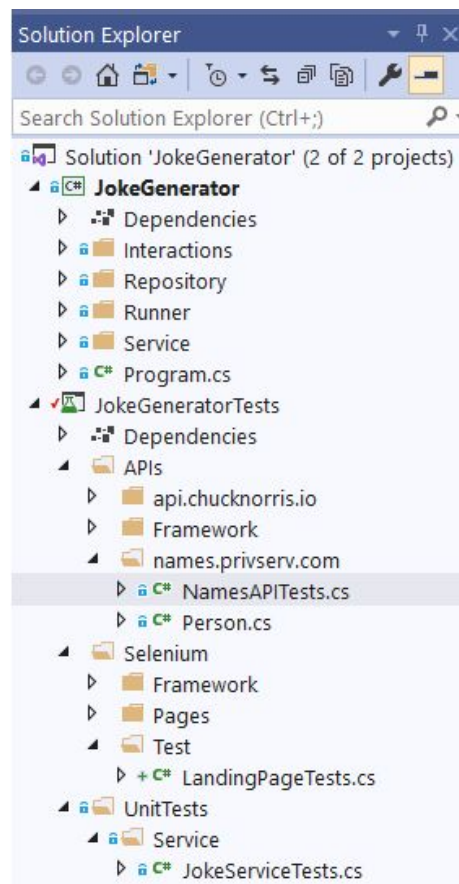 Solution Explorer
Search Solution Explorer (Ctrl+;)
Solution 'JokeGenerator' (2 of 2 projects)
C# JokeGenerator
Dependencies
Interactions
Repository
Runner
Service
C# Program.cs
JokeGeneratorTests
Dependencies
APIs
api.chucknorris.io
Framework
names.privserv.com
C# NamesAPITests.cs
C# Person.cs
Selenium
Framework
Pages
Test
+ C# LandingPageTests.cs
UnitTests
Service
C# JokeServiceTests.cs